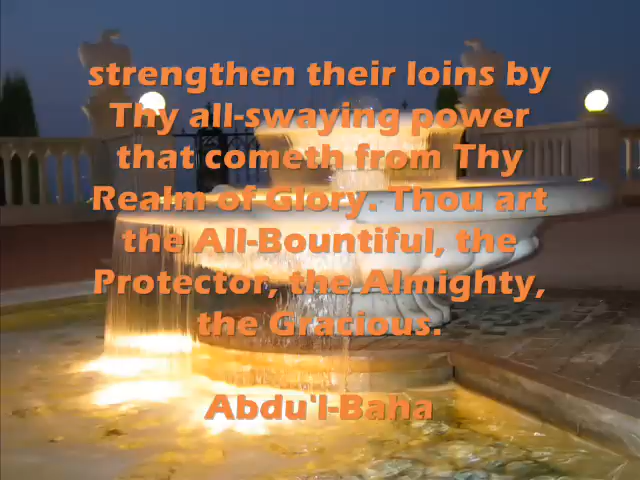 strengthen their loins by
Thy all-swaying power
that cometh from Thy
Realm of Glory. Thou art
the All-Bountiful, the
Protector, the Almighty,
the Gracious.
Abdu'l-Baha